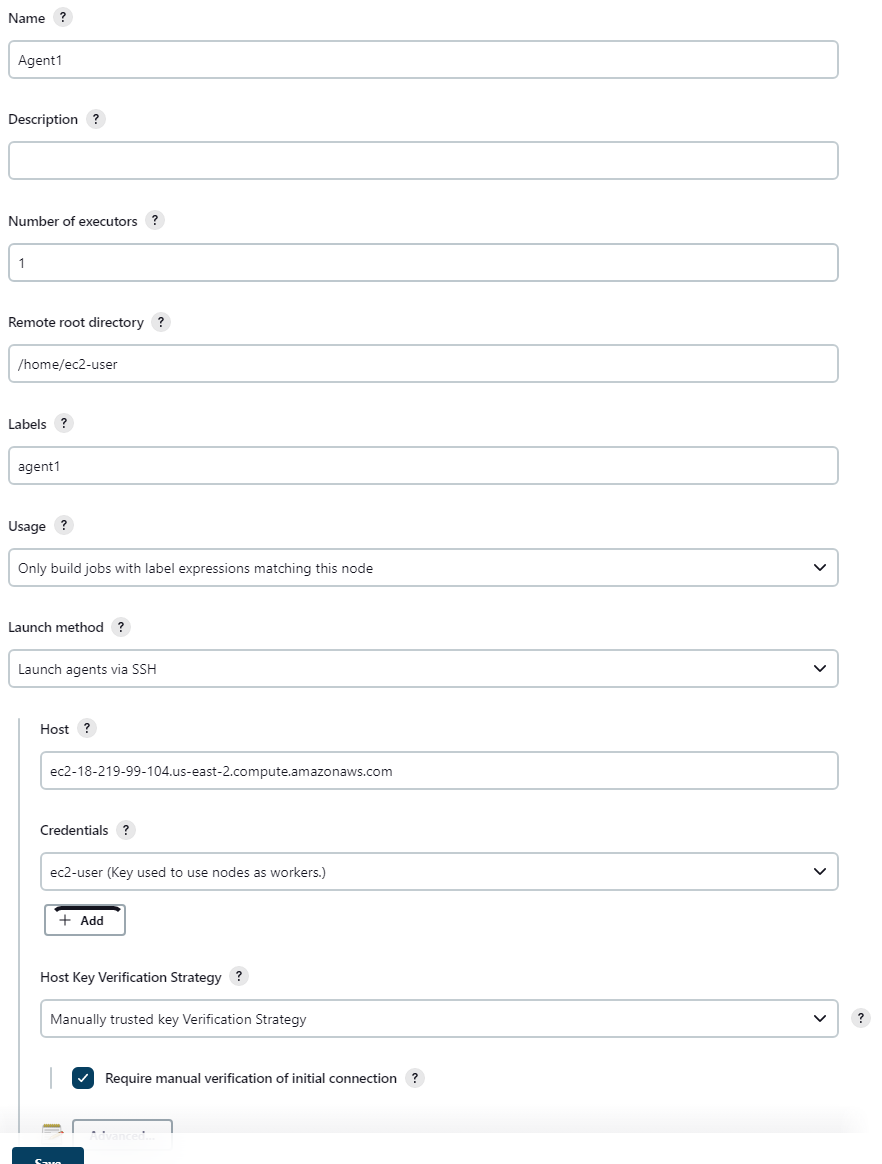 Name ?
Agent1
Description ?
Number of executors ?
1
Remote root directory ?
/home/ec2-user
Labels ?
agent1
Usage ?
Only build jobs with label expressions matching this node
Launch method ?
Launch agents via SSH
Host ?
ec2-18-219-99-104.us-east-2.compute.amazonaws.com
Credentials ?
ec2-user (Key used to use nodes as workers.)
+ Add
Host Key Verification Strategy ?
Manually trusted key Verification Strategy ?
Require manual verification of initial connection ?
Advanced...
Save